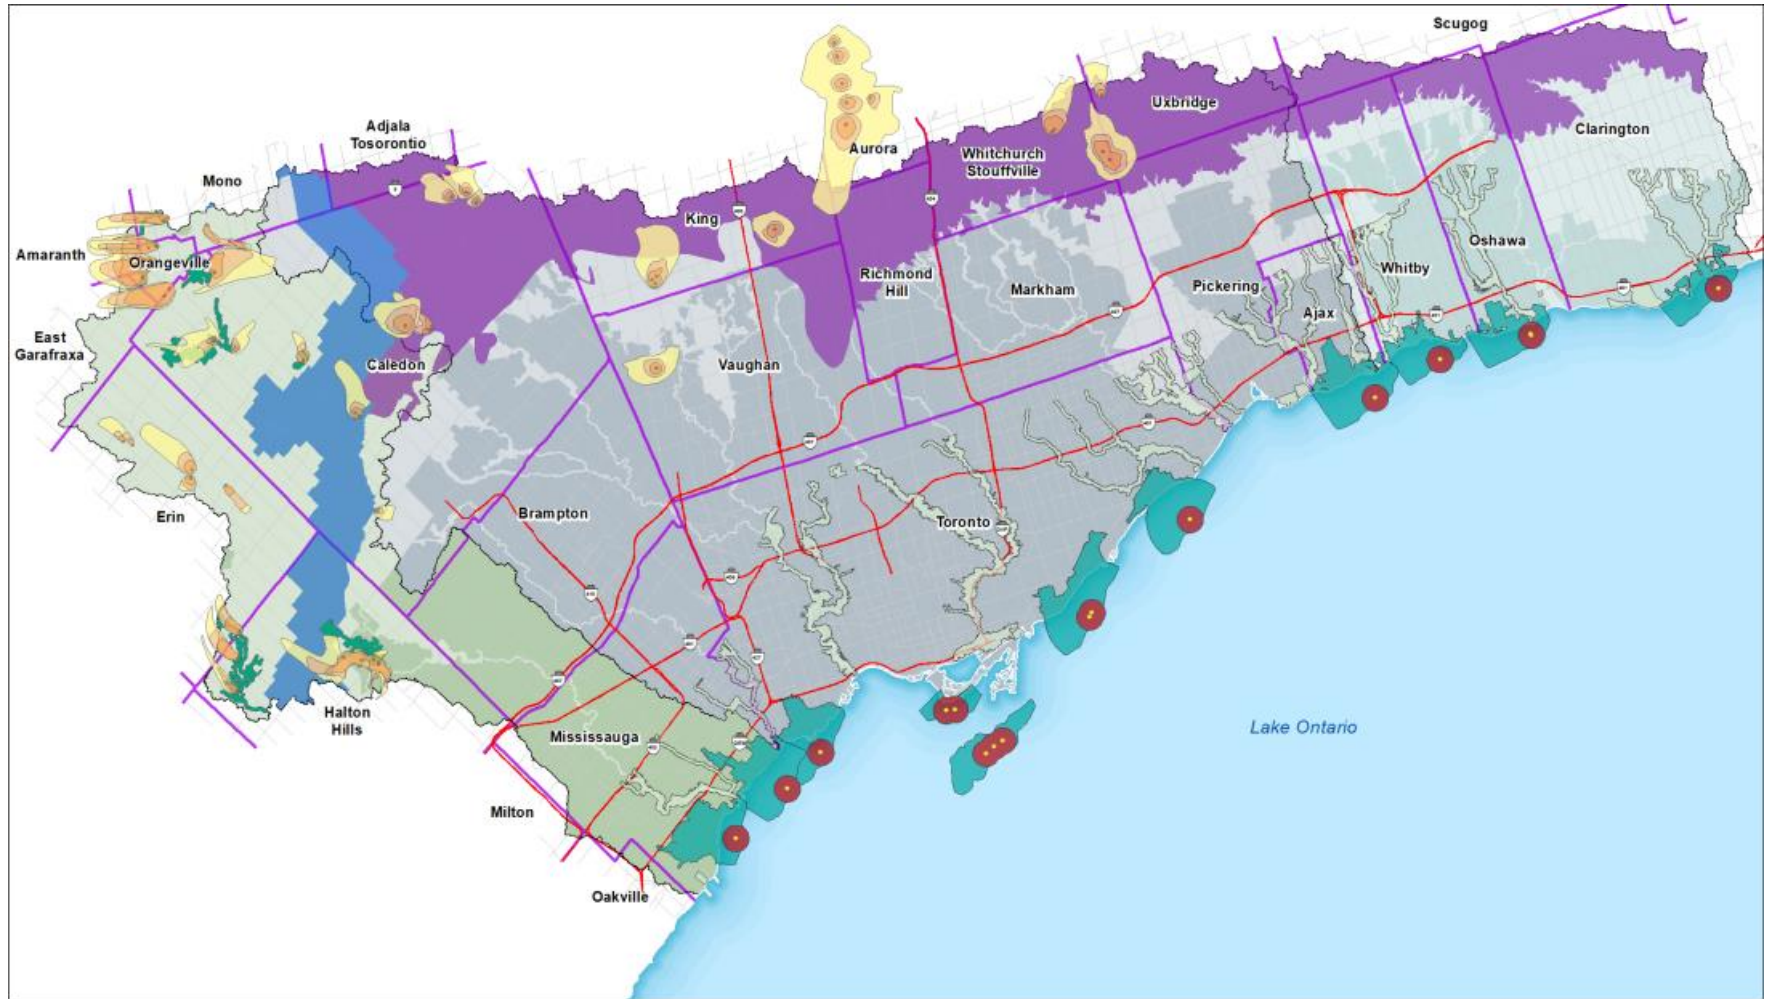 Scugog
Uxbridge
Clarington
Adjala
Tosorontio
Aurora
Whitchurch
Stouffville
Mono
King
Amaranth
Orangeville
Oshawa
Whitby
Richmond
Hill
Markham
Pickering
Ajax
East
Garafraxa
Caledon
Vaughan
Erin
Brampton
Toronto
Halton
Hills
Mississauga
Lake Ontario
Milton
Oakville